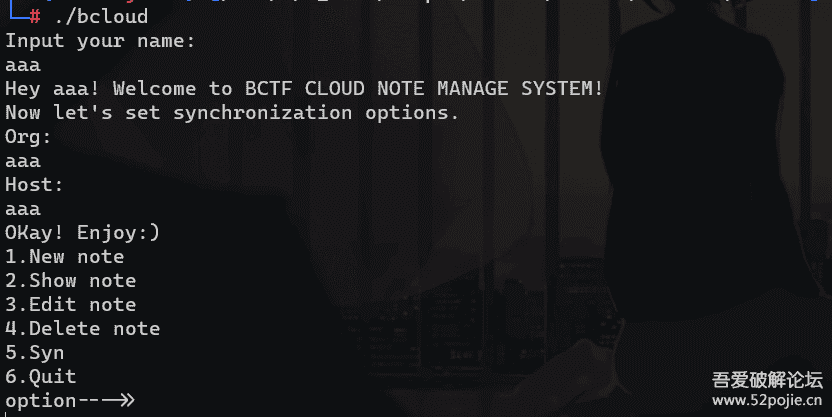 # ./bcloud
Input your name:
aaa
Hey aaa! Welcome to BCTF CLOUD NOTE MANAGE SYSTEM!
Now let's set synchronization options.
Org:
aaa
Host:
aaa
OKay! Enjoy:)
1.New note
2.Show note
3.Edit note
4.Delete note
5.Syn
6.Quit
option--->>
吾爱破解论坛
www.52pojie.cn